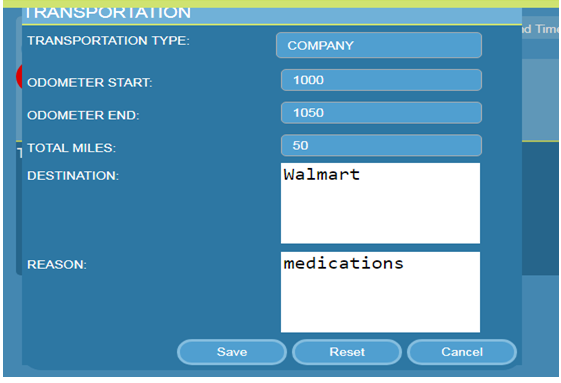 TRANSPORTATION
TRANSPORTATION TYPE: COMPANY
ODOMETER START: 1000
ODOMETER END: 1050
TOTAL MILES: 50
DESTINATION: Walmart
REASON: medications
Save Reset Cancel